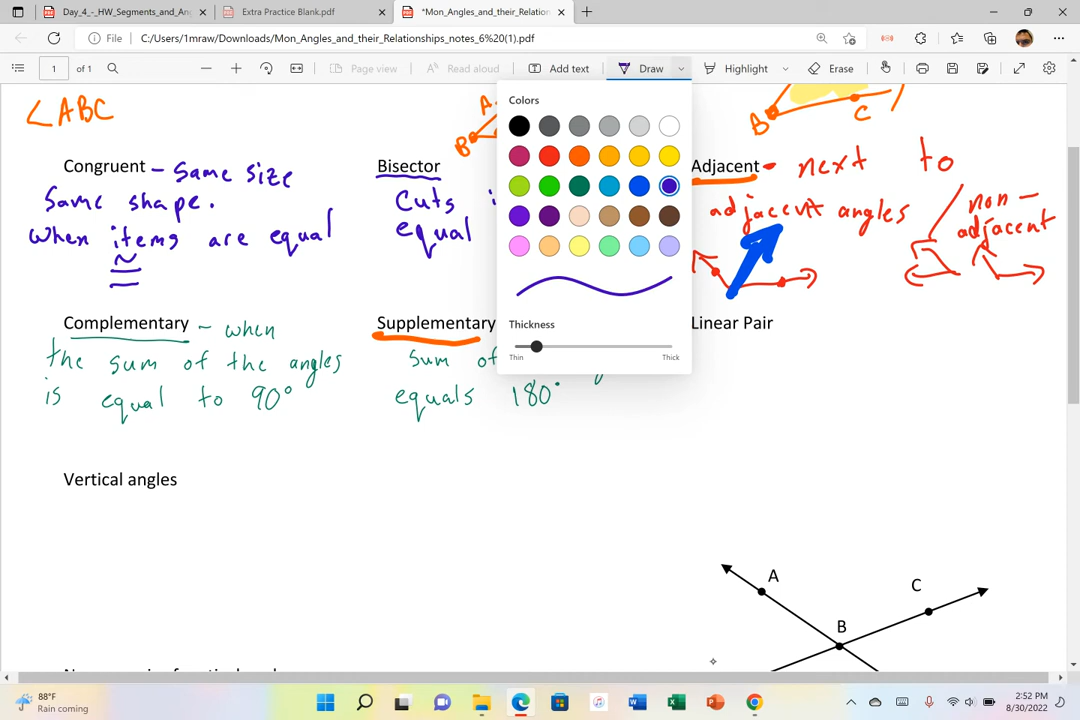 Day_4_-_HW_Segments_and_An
Extra Practice Blank.pdf
*Mon_Angles_and_their_Relation
File
C:/Users/1mraw/Downloads/Mon_Angles_and_their_Relationships_notes_6%20(1).pdf
1 of 1
Page view
Read aloud
Add text
Draw
Highlight
Erase
∠ABC
A
B
B
C
Colors
Thickness
Thin
Thick
Congruent - Same size
Same shape.
when items are equal
≅
Bisector
Cuts
equal
Adjacent - next to
adjacent angles
non-
adjacent
Complementary ~ when
the sum of the angles
is equal to 90°
Supplementary
sum of
equals 180°
Linear Pair
Vertical angles
A
C
B
88°F
Rain coming
2:52 PM
8/30/2022